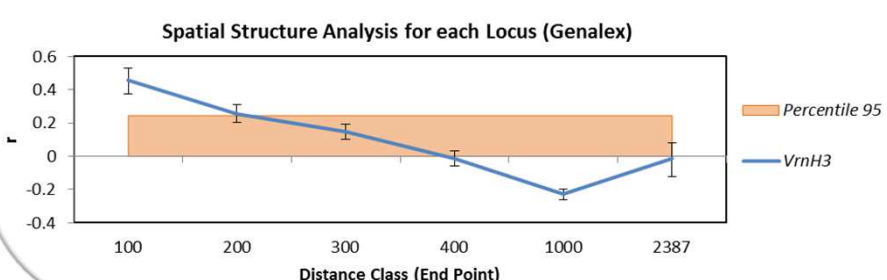 Spatial Structure Analysis for each Locus (Genalex)
0.6
0.4
0.2
0
-0.2
-0.4
r
100 200 300 400 1000 2387
Distance Class (End Point)
Percentile 95
VrnH3